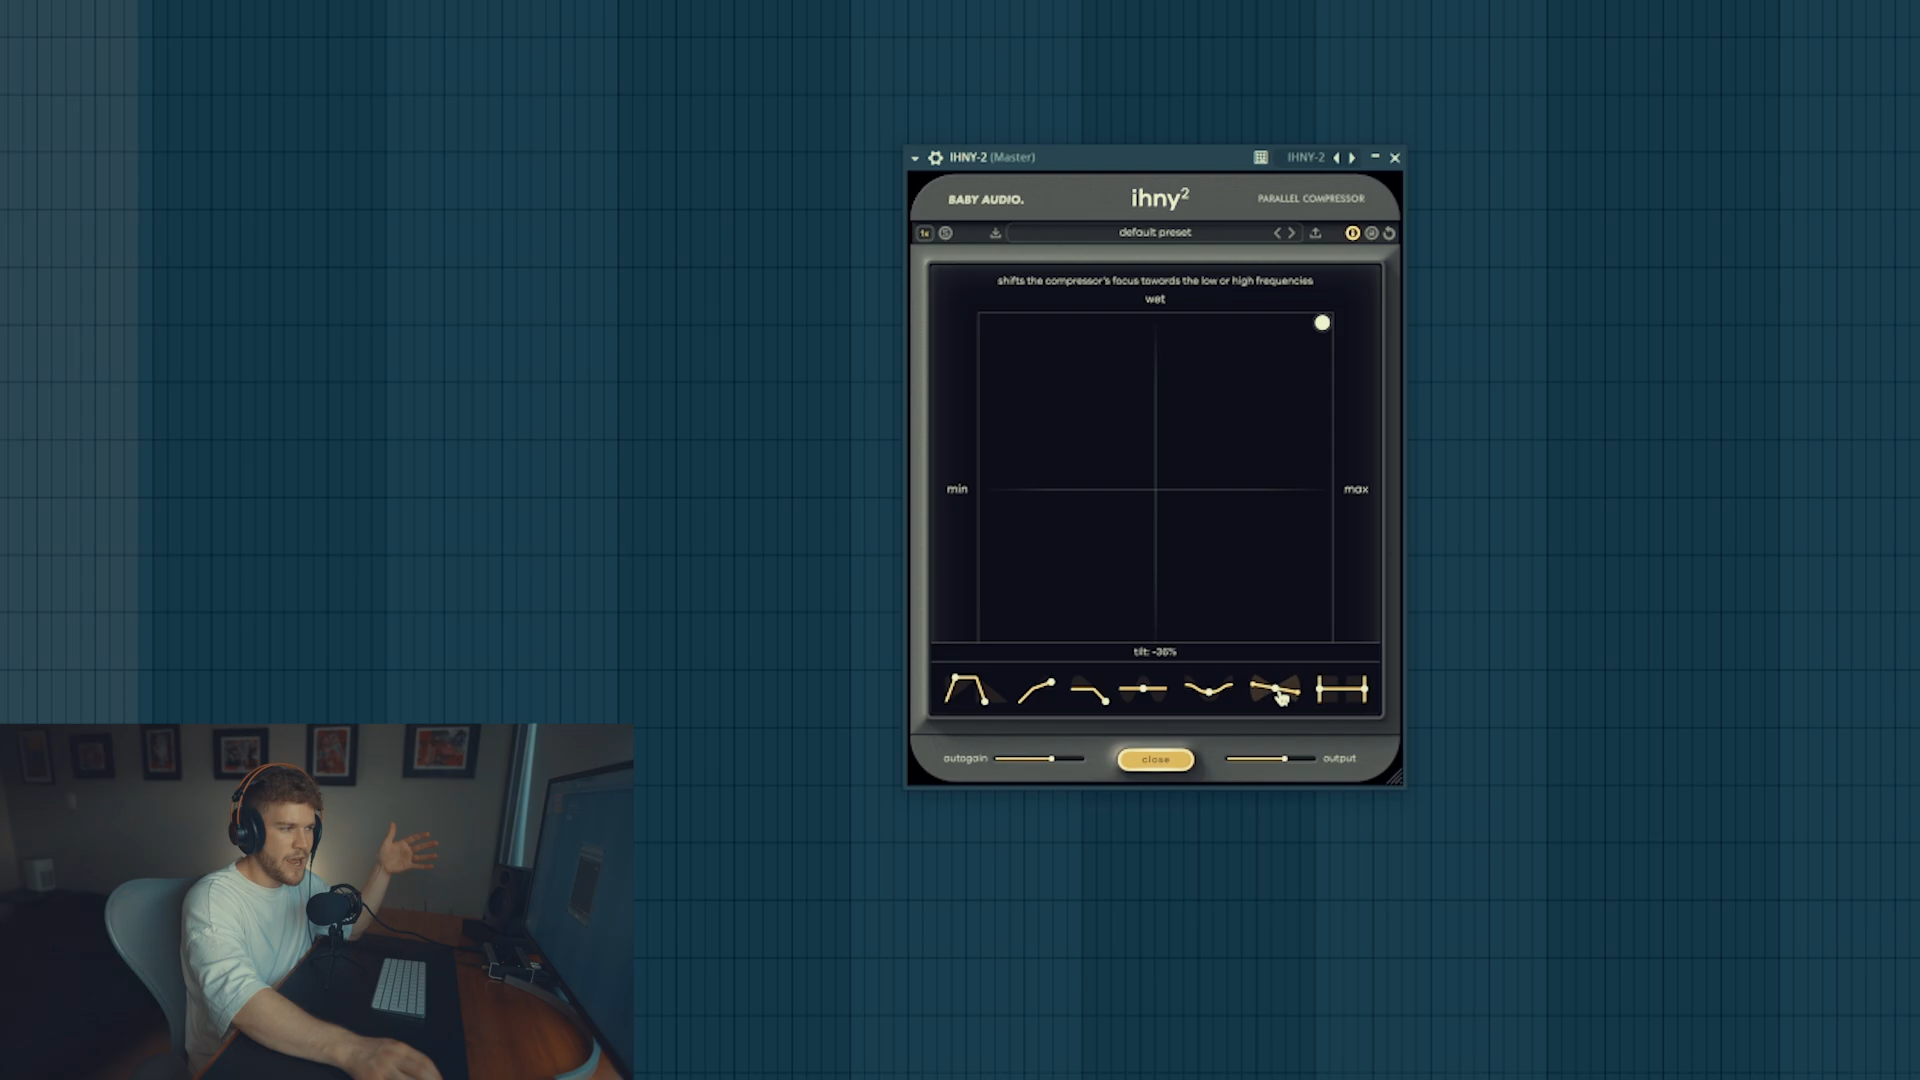 IHNY-2 (Master)
IHNY-2
BABY AUDIO.
ihny²
PARALLEL COMPRESSOR
1x
default preset
shifts the compressor's focus towards the low or high frequencies
wet
min
max
tilt: -36%
autogain
close
output